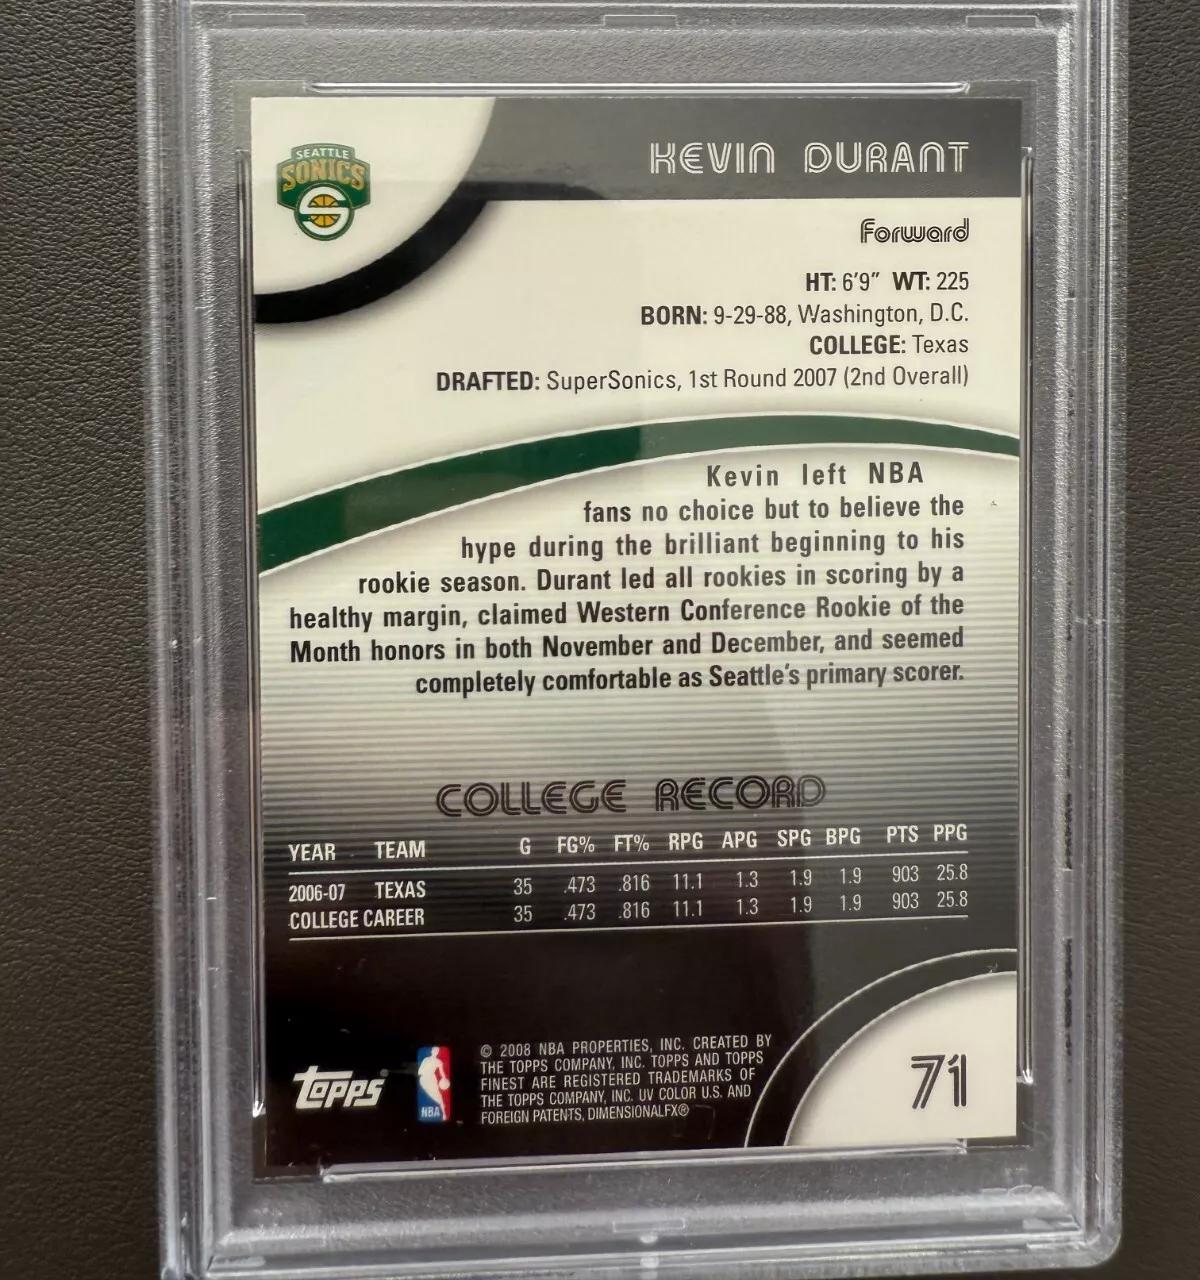 SEATTLE
SONICS
KEVIN DURANT
Forward
HT: 6'9" WT: 225
BORN: 9-29-88, Washington, D.C.
COLLEGE: Texas
DRAFTED: SuperSonics, 1st Round 2007 (2nd Overall)
Kevin left NBA
fans no choice but to believe the
hype during the brilliant beginning to his
rookie season. Durant led all rookies in scoring by a
healthy margin, claimed Western Conference Rookie of the
Month honors in both November and December, and seemed
completely comfortable as Seattle's primary scorer.
COLLEGE RECORD
YEAR TEAM G FG% FT% RPG APG SPG BPG PTS PPG
2006-07 TEXAS 35 .473 .816 11.1 1.3 1.9 1.9 903 25.8
COLLEGE CAREER 35 .473 .816 11.1 1.3 1.9 1.9 903 25.8
Topps
NBA
© 2008 NBA PROPERTIES, INC. CREATED BY
THE TOPPS COMPANY, INC. TOPPS AND TOPPS
FINEST ARE REGISTERED TRADEMARKS OF
THE TOPPS COMPANY, INC. UV COLOR U.S. AND
FOREIGN PATENTS, DIMENSIONALFX®
71